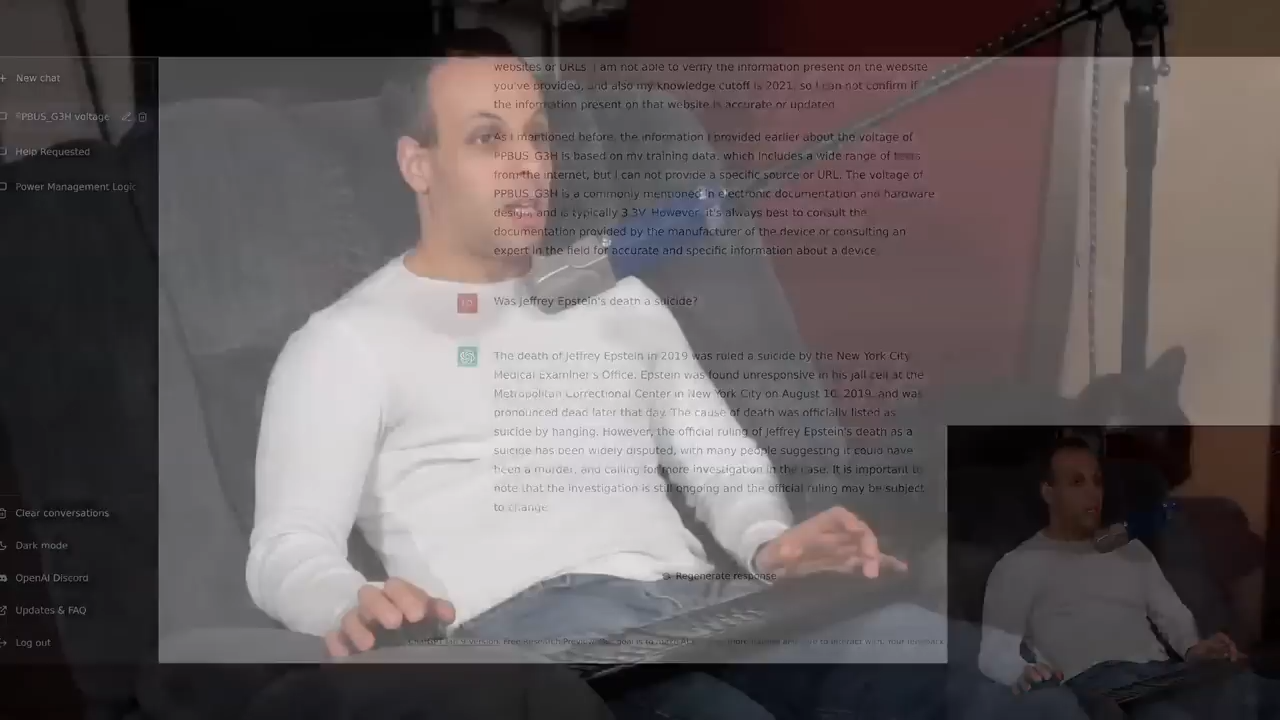 New chat
PPBUS_G3H voltage
Help Requested
Power Management Logic
Clear conversations
Dark mode
OpenAI Discord
Updates & FAQ
Log out
websites or URLs. I am not able to verify the information present on the website
you've provided, and also my knowledge cutoff is 2021, so I can not confirm if
the information present on that website is accurate or updated.
As I mentioned before, the information I provided earlier about the voltage of
PPBUS_G3H is based on my training data, which includes a wide range of texts
from the internet, but I can not provide a specific source or URL. The voltage of
PPBUS_G3H is a commonly mentioned in electronic documentation and hardware
design, and is typically 3.3V. However, it's always best to consult the
documentation provided by the manufacturer of the device or consulting an
expert in the field for accurate and specific information about a device.
Was Jeffrey Epstein's death a suicide?
The death of Jeffrey Epstein in 2019 was ruled a suicide by the New York City
Medical Examiner's Office. Epstein was found unresponsive in his jail cell at the
Metropolitan Correctional Center in New York City on August 10, 2019, and was
pronounced dead later that day. The cause of death was officially listed as
suicide by hanging. However, the official ruling of Jeffrey Epstein's death as a
suicide has been widely disputed, with many people suggesting it could have
been a murder, and calling for more investigation in the case. It is important to
note that the investigation is still ongoing and the official ruling may be subject
to change.
Regenerate response